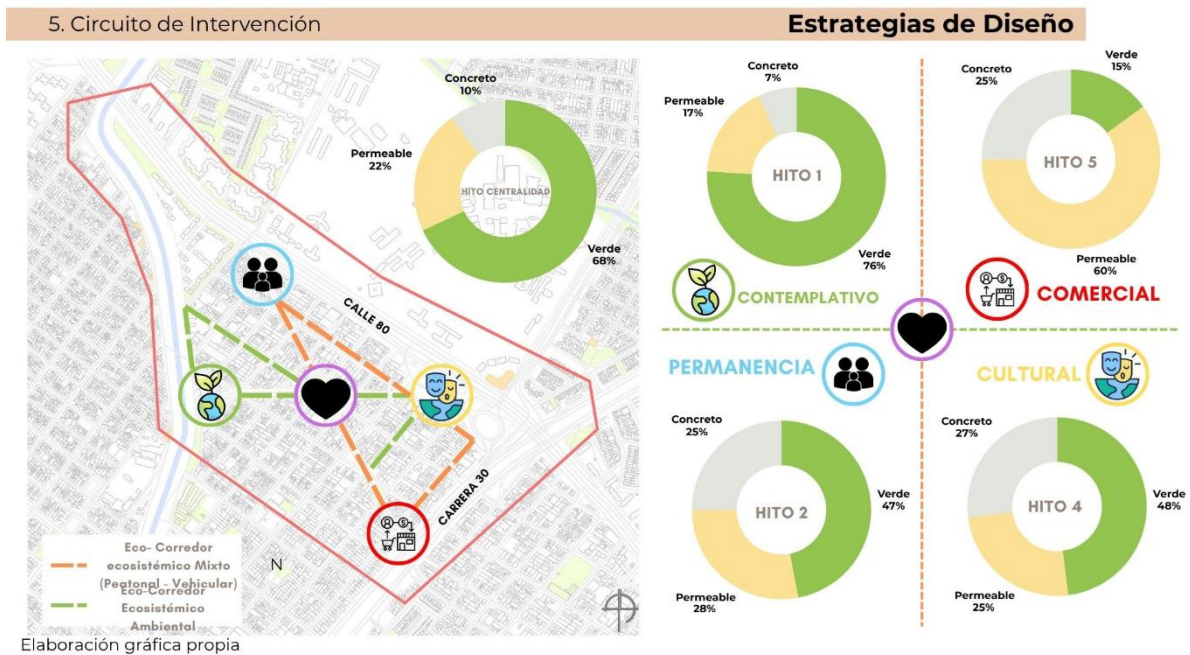 5. Circuito de Intervención
Estrategias de Diseño
Concreto
10%
Permeable
22%
HITO CENTRALIDAD
Verde
68%
CALLE 80
CARRERA 30
Eco- Corredor
ecosistémico Mixto
(Peatonal - Vehicular)
Eco-Corredor
Ecosistémico
Ambiental
N
Concreto
7%
Permeable
17%
HITO 1
Verde
76%
CONTEMPLATIVO
Verde
15%
Concreto
25%
HITO 5
Permeable
60%
COMERCIAL
PERMANENCIA
Concreto
25%
HITO 2
Verde
47%
Permeable
28%
CULTURAL
Concreto
27%
HITO 4
Verde
48%
Permeable
25%
Elaboración gráfica propia